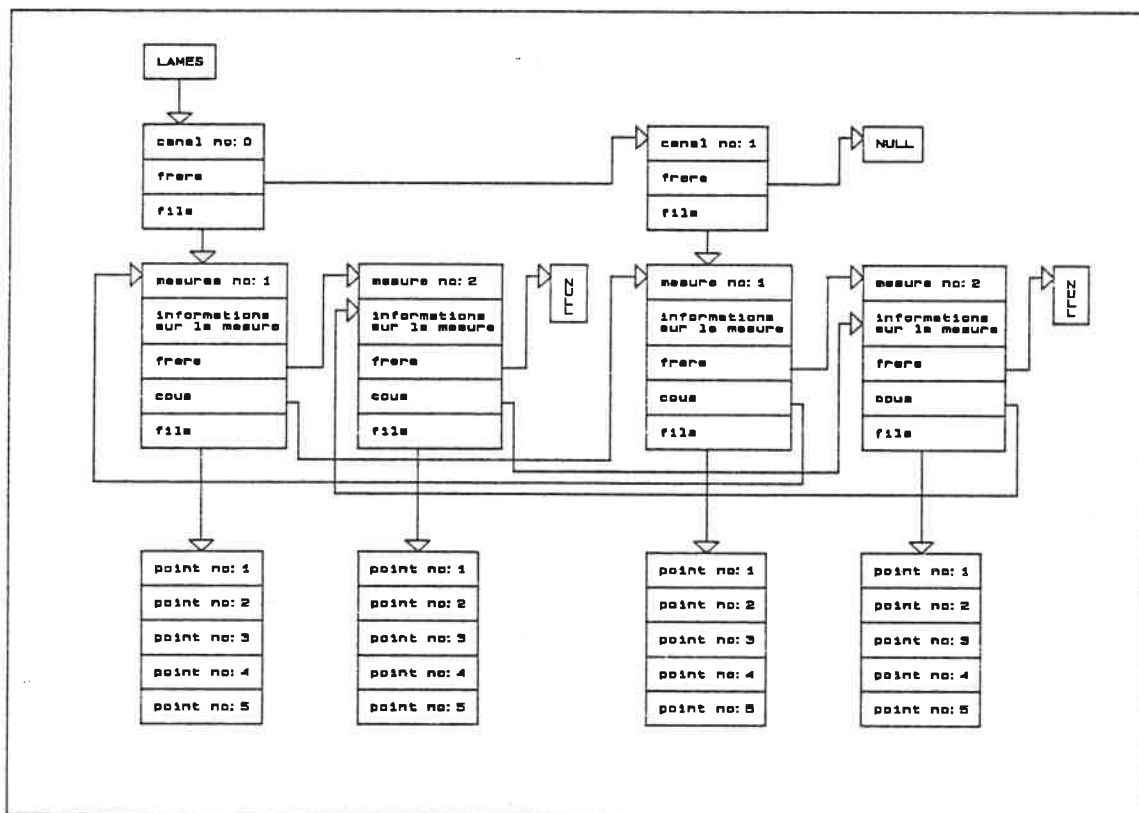 LAMES
canal no: 0
frere
fils
canal no: 1
frere
fils
NULL
mesures no: 1
informations
sur la mesure
frere
cous
fils
mesure no: 2
informations
sur la mesure
frere
cous
fils
NULL
mesure no: 1
informations
sur la mesure
frere
cous
fils
mesure no: 2
informations
sur la mesure
frere
cous
fils
NULL
point no: 1
point no: 2
point no: 3
point no: 4
point no: 5
point no: 1
point no: 2
point no: 3
point no: 4
point no: 5
point no: 1
point no: 2
point no: 3
point no: 4
point no: 5
point no: 1
point no: 2
point no: 3
point no: 4
point no: 5